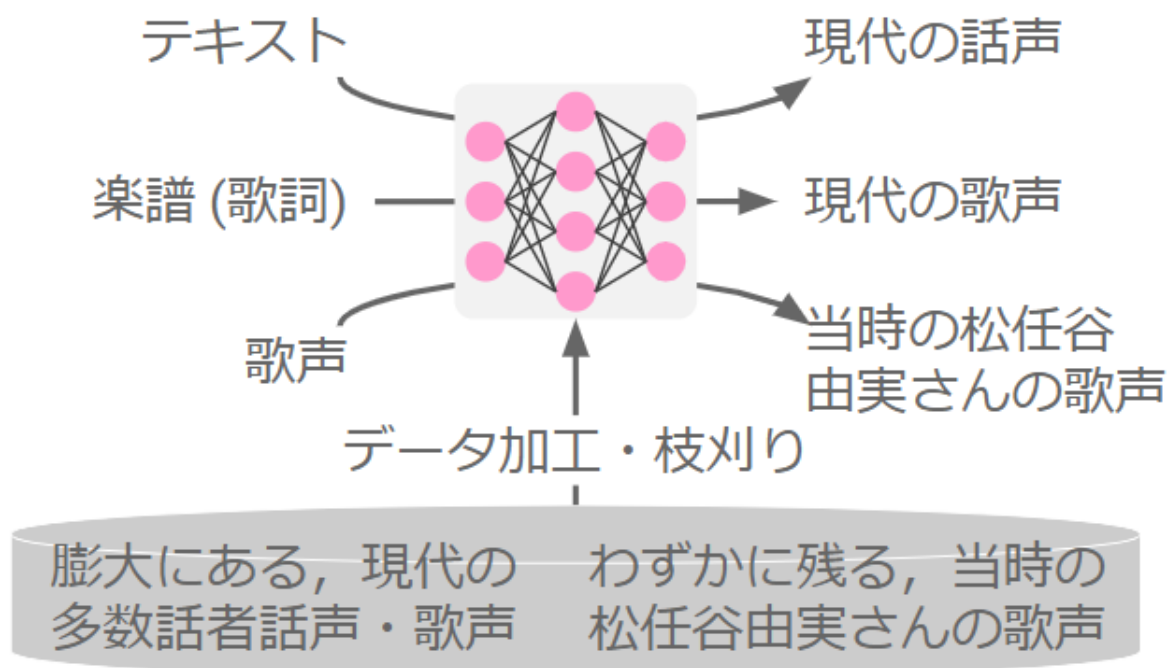 テキスト
現代の話声
楽譜 (歌詞)
現代の歌声
歌声
当時の松任谷
由実さんの歌声
データ加工・枝刈り
膨大にある，現代の
多数話者話声・歌声
わずかに残る，当時の
松任谷由実さんの歌声